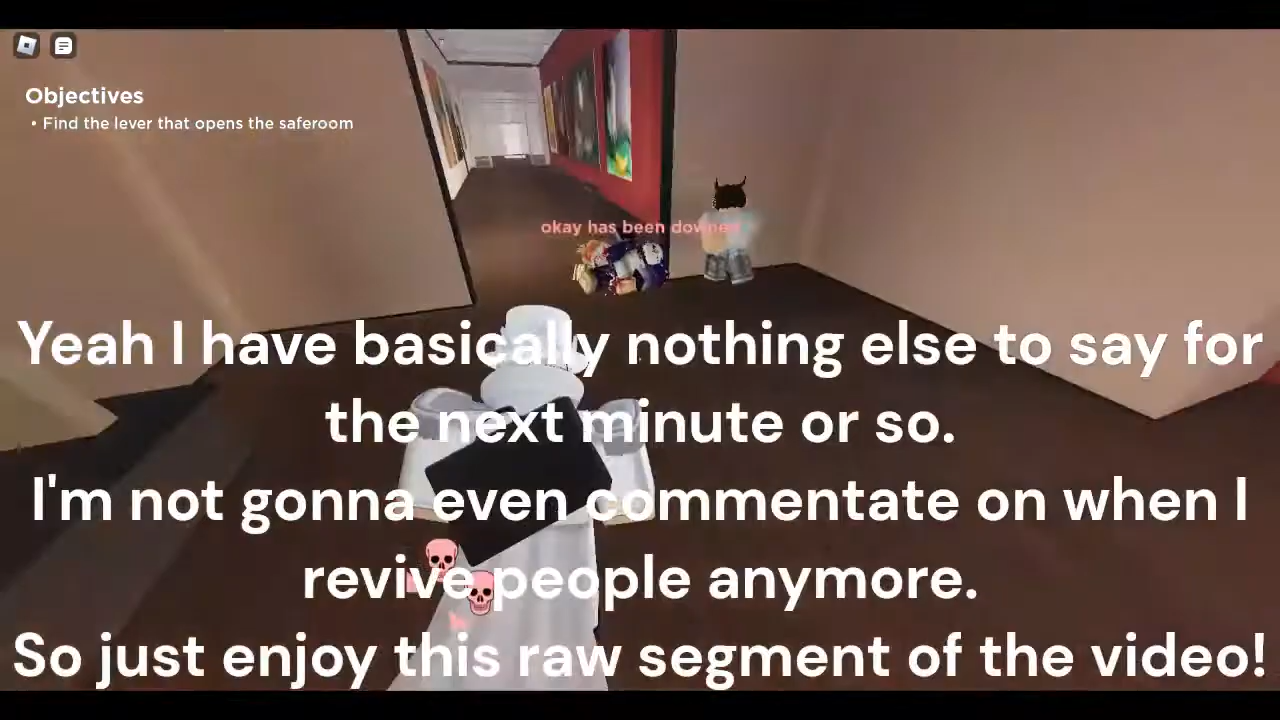 Objectives
• Find the lever that opens the saferoom
okay has been downed
Yeah I have basically nothing else to say for
the next minute or so.
I'm not gonna even commentate on when I
revive people anymore.
So just enjoy this raw segment of the video!